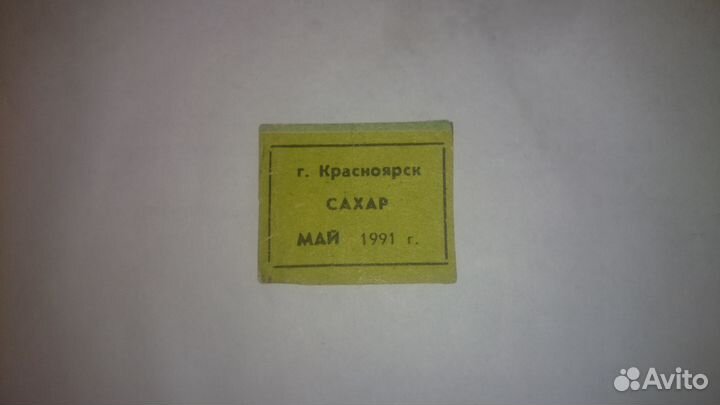 г. Красноярск
САХАР
МАЙ 1991 г.
Avito